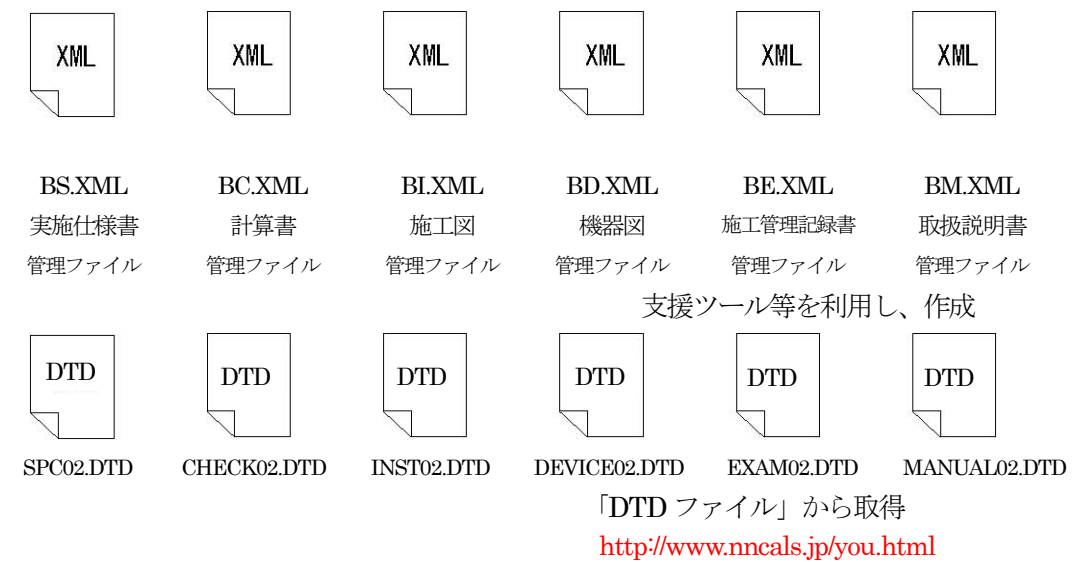 XML XML XML XML XML XML
BS.XML BC.XML BI.XML BD.XML BE.XML BM.XML
実施仕様書 計算書 施工図 機器図 施工管理記録書 取扱説明書
管理ファイル 管理ファイル 管理ファイル 管理ファイル 管理ファイル 管理ファイル
支援ツール等を利用し、作成
DTD DTD DTD DTD DTD DTD
SPC02.DTD CHECK02.DTD INST02.DTD DEVICE02.DTD EXAM02.DTD MANUAL02.DTD
「DTD ファイル」から取得
http://www.nncals.jp/you.html